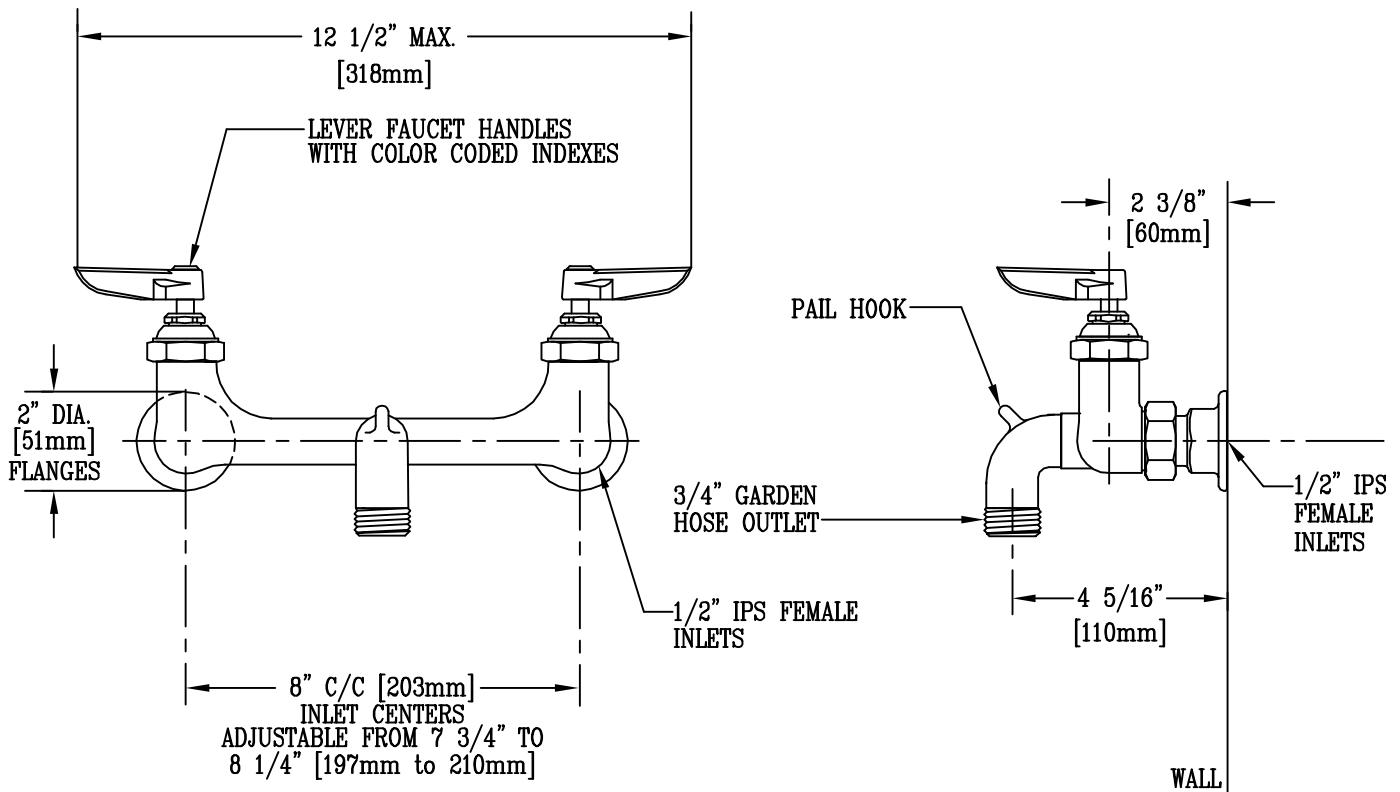 12 1/2" MAX.
[318mm]
LEVER FAUCET HANDLES
WITH COLOR CODED INDEXES
2 3/8"
[60mm]
PAIL HOOK
2" DIA.
[51mm]
FLANGES
3/4" GARDEN
HOSE OUTLET
1/2" IPS
FEMALE
INLETS
4 5/16"
[110mm]
1/2" IPS FEMALE
INLETS
8" C/C [203mm]
INLET CENTERS
ADJUSTABLE FROM 7 3/4" TO
8 1/4" [197mm to 210mm]
WALL